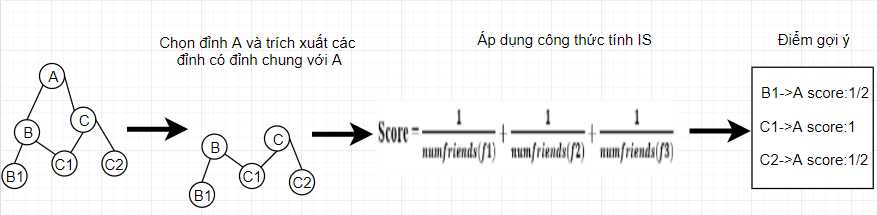 Chọn đỉnh A và trích xuất các
đỉnh có đỉnh chung với A
Áp dụng công thức tính IS
Điểm gợi ý
A
B
C
B1
C1
C2
B
C
B1
C1
C2
Score = 1/numfriends(f1) + 1/numfriends(f2) + 1/numfriends(f3)
B1->A score:1/2
C1->A score:1
C2->A score:1/2